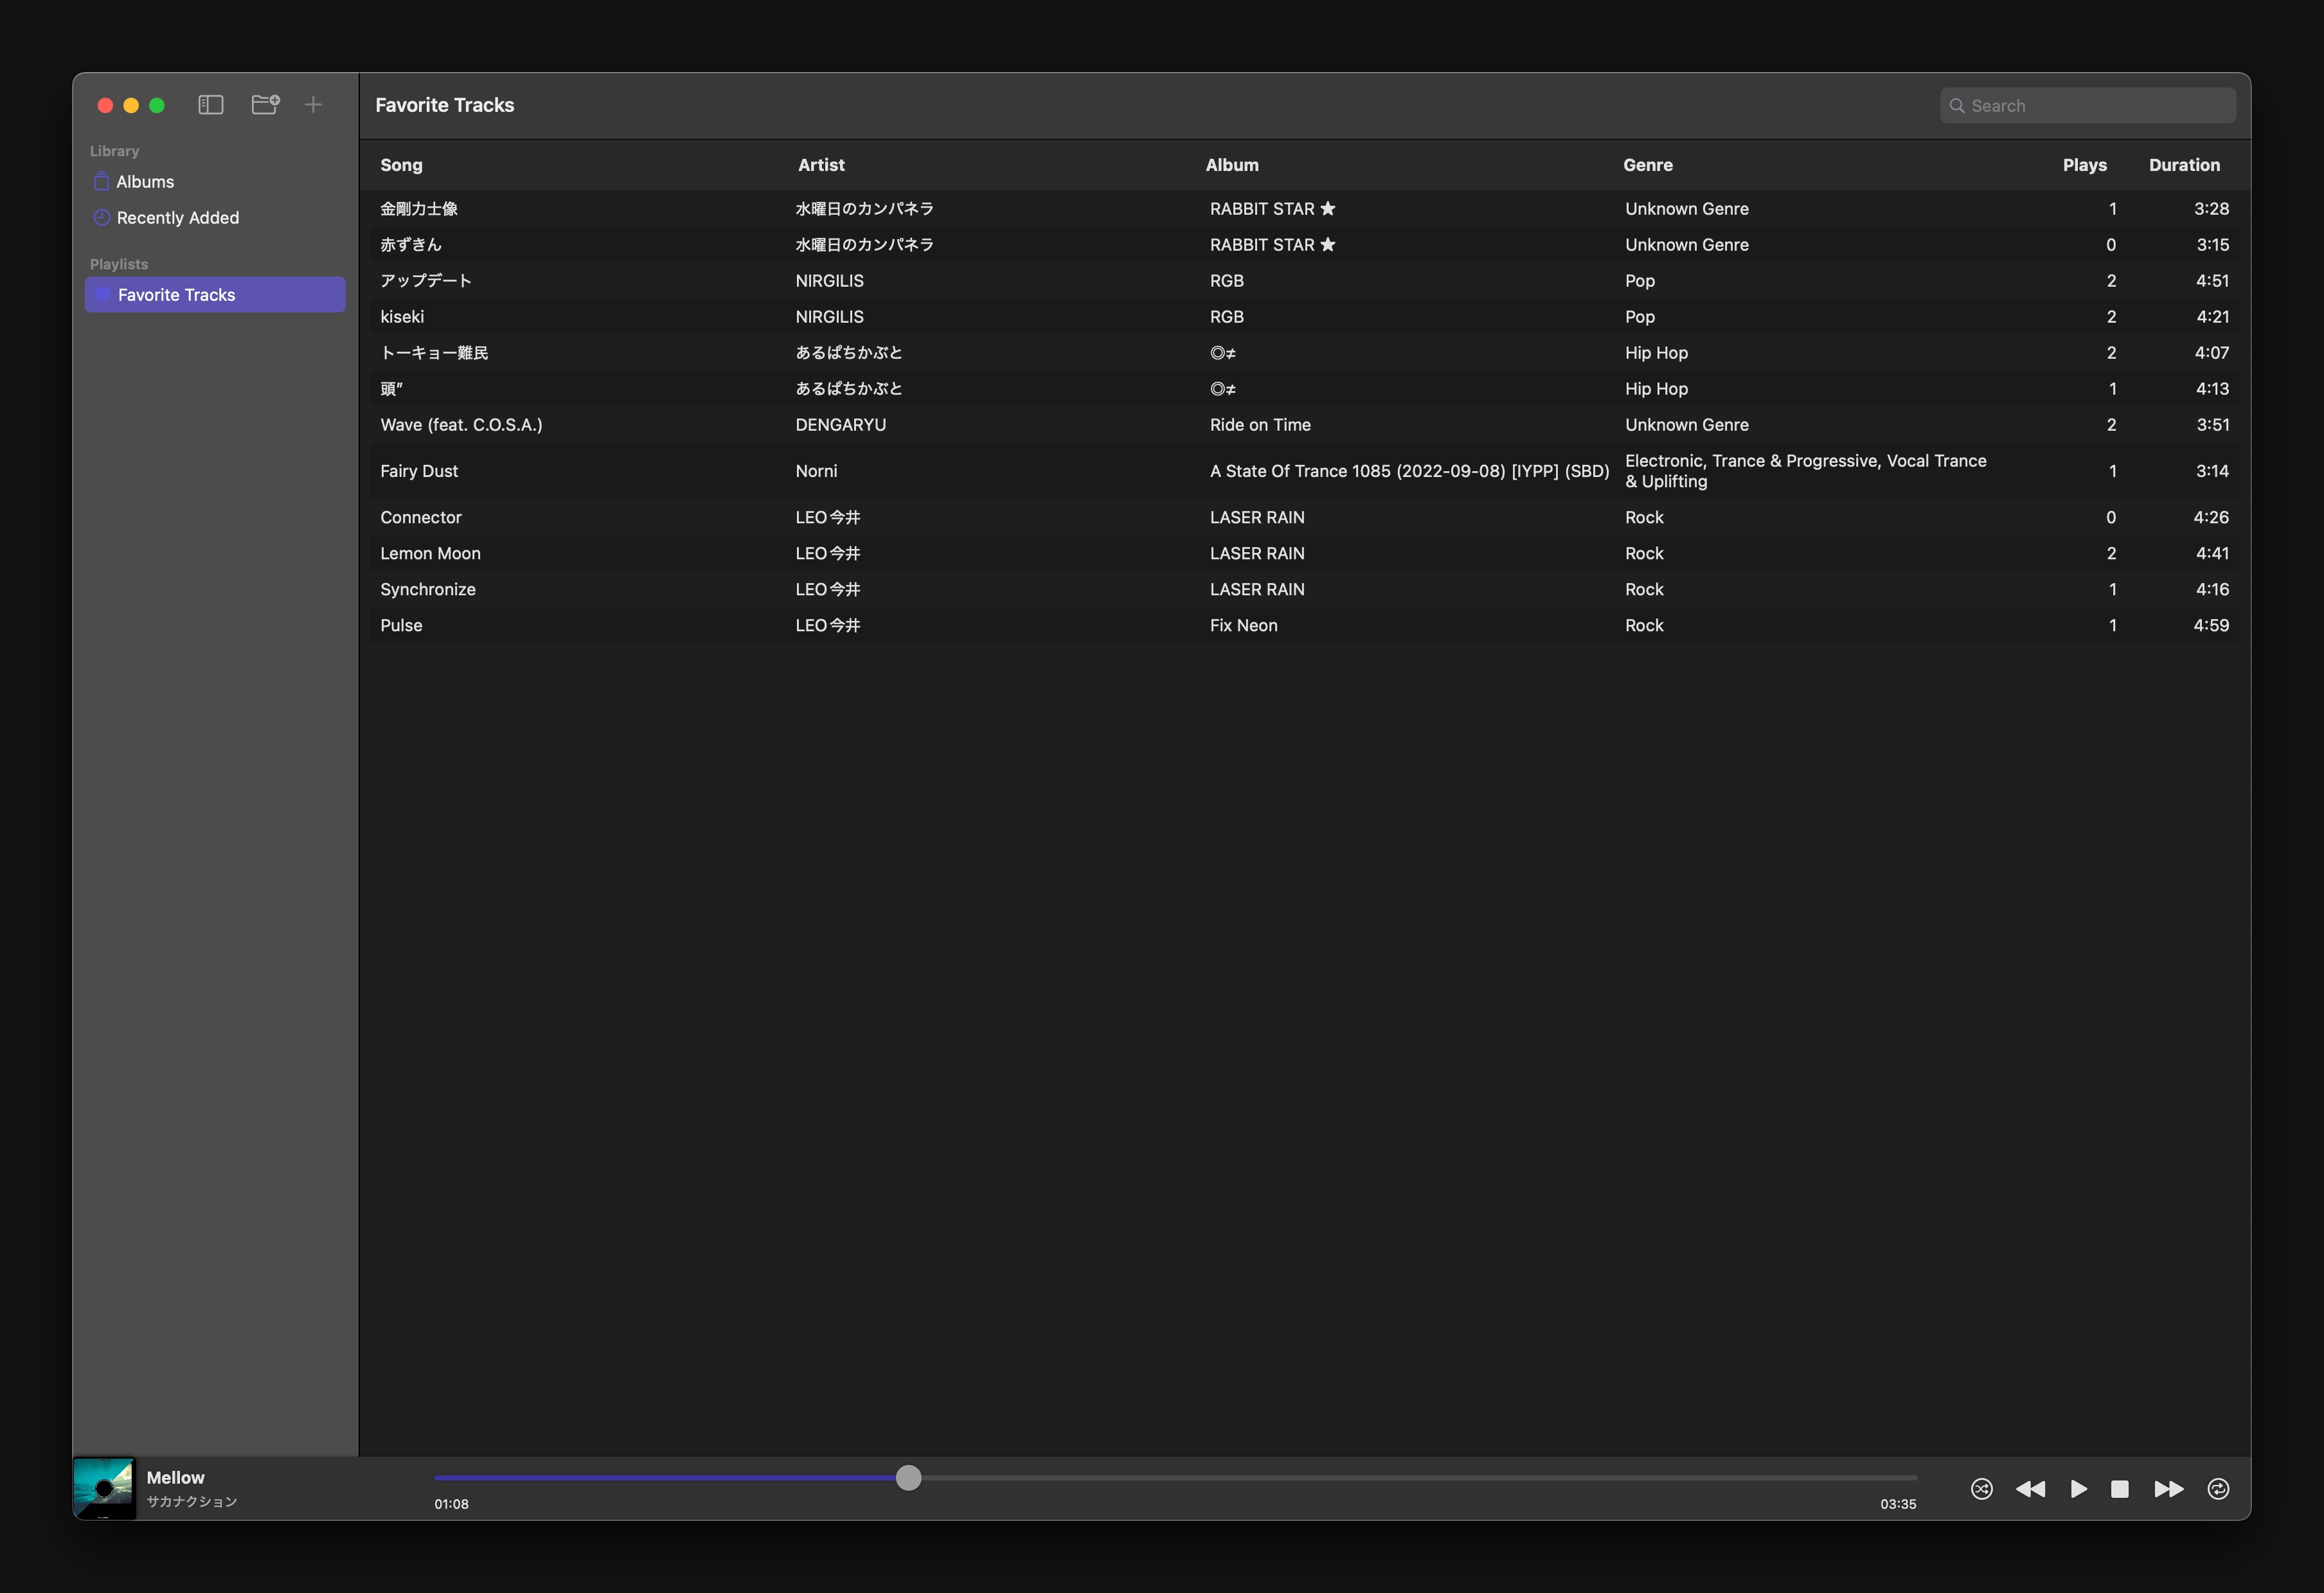 Favorite Tracks
Search
Library
Albums
Recently Added
Playlists
Favorite Tracks
Song Artist Album Genre Plays Duration
金剛力士像 水曜日のカンパネラ RABBIT STAR ★ Unknown Genre 1 3:28
赤ずきん 水曜日のカンパネラ RABBIT STAR ★ Unknown Genre 0 3:15
アップデート NIRGILIS RGB Pop 2 4:51
kiseki NIRGILIS RGB Pop 2 4:21
トーキョー難民 あるぱちかぶと ◎≠ Hip Hop 2 4:07
頭” あるぱちかぶと ◎≠ Hip Hop 1 4:13
Wave (feat. C.O.S.A.) DENGARYU Ride on Time Unknown Genre 2 3:51
Fairy Dust Norni A State Of Trance 1085 (2022-09-08) [IYPP] (SBD) Electronic, Trance & Progressive, Vocal Trance
& Uplifting 1 3:14
Connector LEO今井 LASER RAIN Rock 0 4:26
Lemon Moon LEO今井 LASER RAIN Rock 2 4:41
Synchronize LEO今井 LASER RAIN Rock 1 4:16
Pulse LEO今井 Fix Neon Rock 1 4:59
Mellow
サカナクション
01:08 03:35